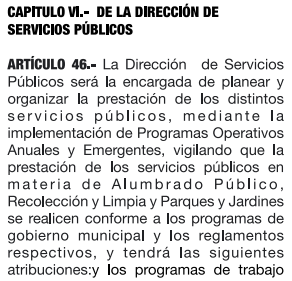 CAPÍTULO VI.- DE LA DIRECCIÓN DE
SERVICIOS PÚBLICOS
ARTÍCULO 46.- La Dirección de Servicios
Públicos será la encargada de planear y
organizar la prestación de los distintos
servicios públicos, mediante la
implementación de Programas Operativos
Anuales y Emergentes, vigilando que la
prestación de los servicios públicos en
materia de Alumbrado Público,
Recolección y Limpia y Parques y Jardines
se realicen conforme a los programas de
gobierno municipal y los reglamentos
respectivos, y tendrá las siguientes
atribuciones:y los programas de trabajo